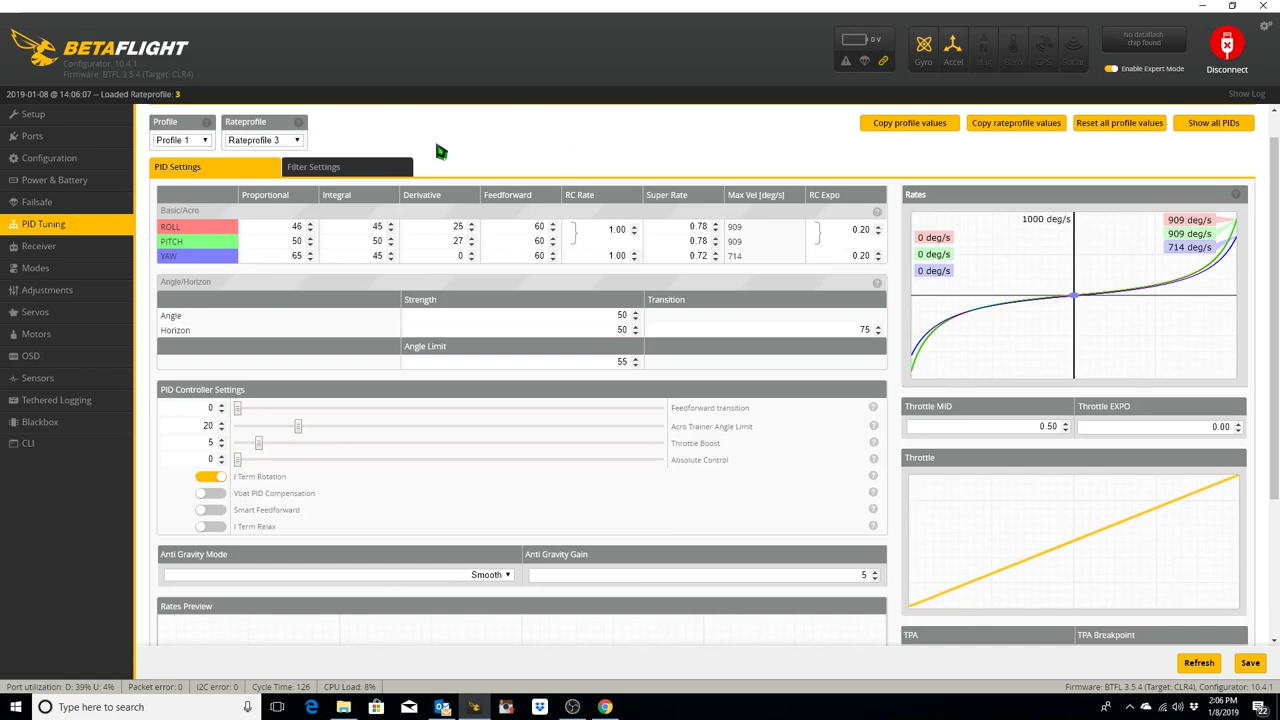 BETAFLIGHT
Configurator: 10.4.1
Firmware: BTFL 3.5.4 (Target: CLR4)
0 V
Gyro
Accel
Mag
Baro
GPS
Sonar
No dataflash
chip found
Enable Expert Mode
Disconnect
2019-01-08 @ 14:06:07 -- Loaded Rateprofile: 3
Show Log
Setup
Ports
Configuration
Power & Battery
Failsafe
PID Tuning
Receiver
Modes
Adjustments
Servos
Motors
OSD
Sensors
Tethered Logging
Blackbox
CLI
Profile
Rateprofile
Profile 1
Rateprofile 3
Copy profile values
Copy rateprofile values
Reset all profile values
Show all PIDs
PID Settings
Filter Settings
Proportional Integral Derivative Feedforward RC Rate Super Rate Max Vel [deg/s] RC Expo
Basic/Acro
ROLL 46 45 25 60 1.00 0.78 909 0.20
PITCH 50 50 27 60 0.78 909
YAW 65 45 0 60 1.00 0.72 714 0.20
Angle/Horizon
Strength Transition
Angle 50
Horizon 50 75
Angle Limit
55
PID Controller Settings
0 Feedforward transition
20 Acro Trainer Angle Limit
5 Throttle Boost
0 Absolute Control
I Term Rotation
Vbat PID Compensation
Smart Feedforward
I Term Relax
Anti Gravity Mode Anti Gravity Gain
Smooth 5
Rates Preview
Rates
1000 deg/s
909 deg/s
909 deg/s
714 deg/s
0 deg/s
0 deg/s
0 deg/s
Throttle MID Throttle EXPO
0.50 0.00
Throttle
TPA TPA Breakpoint
Refresh
Save
Port utilization: D: 39% U: 4% Packet error: 0 I2C error: 0 Cycle Time: 126 CPU Load: 8% Firmware: BTFL 3.5.4 (Target: CLR4), Configurator: 10.4.1
Type here to search
2:06 PM
1/8/2019
22